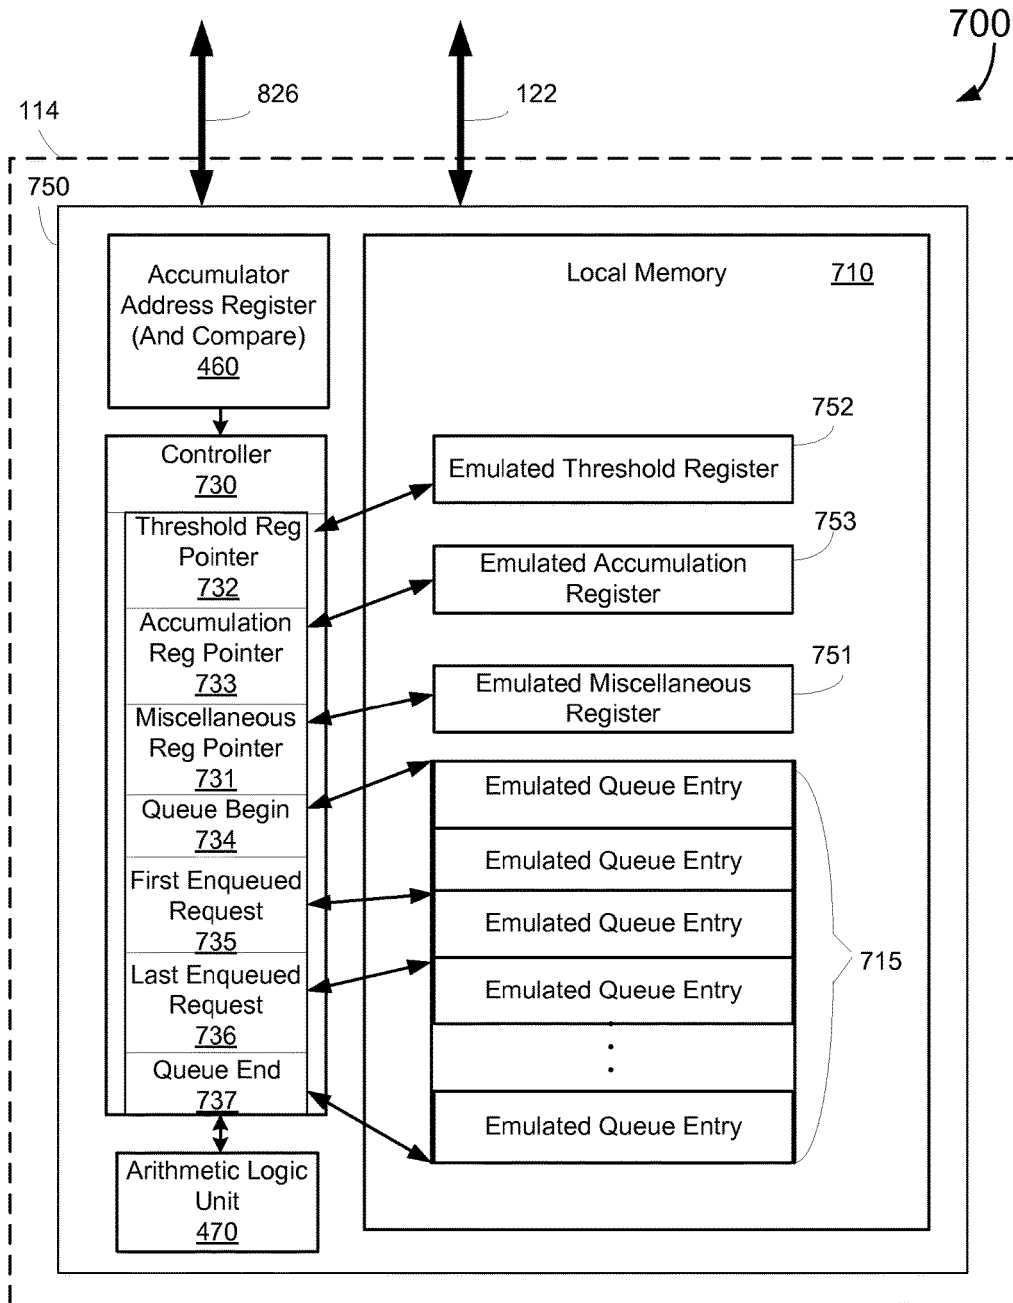 700
826
122
114
750
Accumulator
Address Register
(And Compare)
460
Local Memory
710
Controller
730
Threshold Reg
Pointer
732
Accumulation
Reg Pointer
733
Miscellaneous
Reg Pointer
731
Queue Begin
734
First Enqueued
Request
735
Last Enqueued
Request
736
Queue End
737
Arithmetic Logic
Unit
470
752
Emulated Threshold Register
753
Emulated Accumulation
Register
751
Emulated Miscellaneous
Register
Emulated Queue Entry
Emulated Queue Entry
Emulated Queue Entry
Emulated Queue Entry
Emulated Queue Entry
715